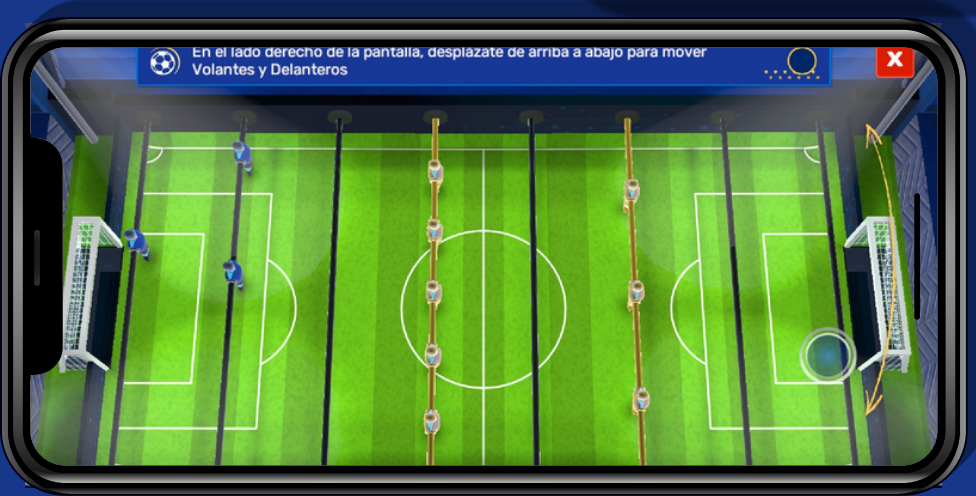 En el lado derecho de la pantalla, desplázate de arriba a abajo para mover
Volantes y Delanteros
X